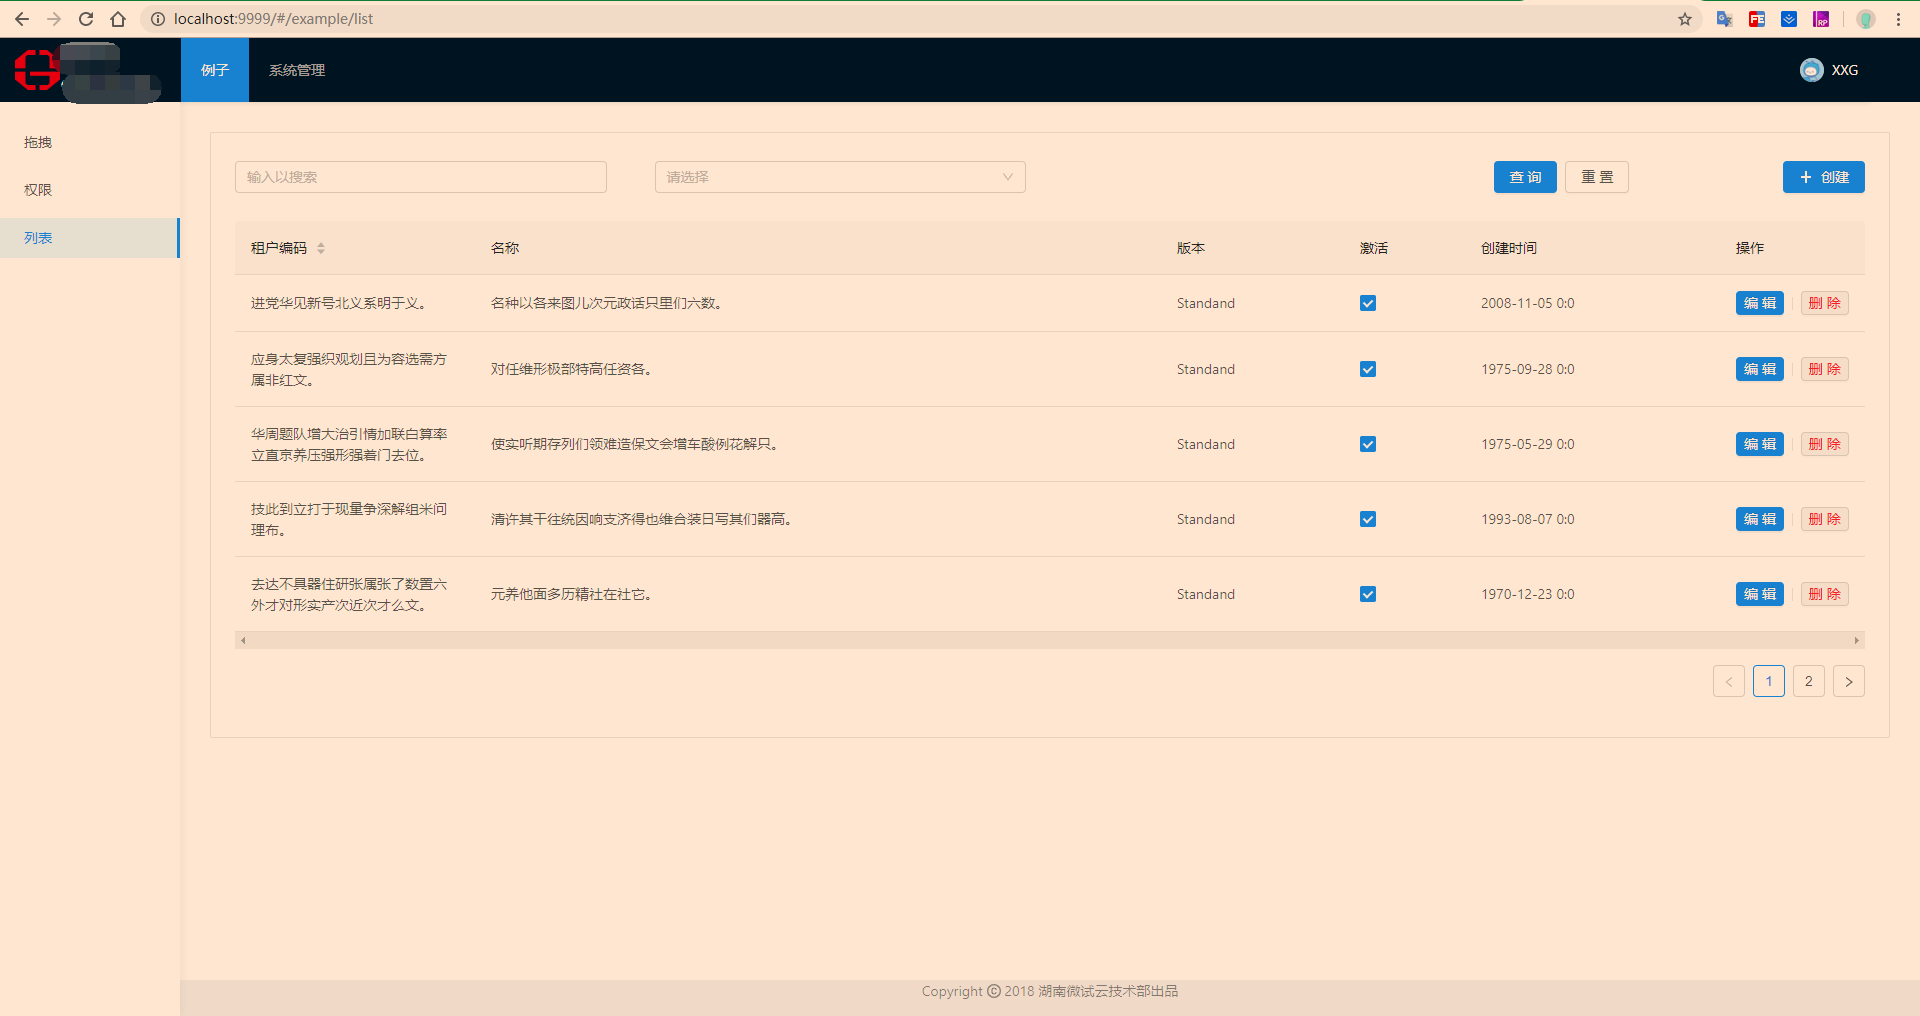 localhost:9999/#/example/list
例子
系统管理
XXG
拖拽
权限
列表
输入以搜索
请选择
查 询
重 置
创建
租户编码
名称
版本
激活
创建时间
操作
进党华见新号北义系明于义。
名种以各来图儿次元政话只里们六数。
Standand
2008-11-05 0:0
编 辑
删 除
应身太复强织观划且为容选需方
属非红文。
对任维形极部特高任资各。
Standand
1975-09-28 0:0
编 辑
删 除
华周题队增大治引情加联白算率
立直京养压强形强着门去位。
使实听期存列们领难造保文会增车酸例花解只。
Standand
1975-05-29 0:0
编 辑
删 除
技此到立打于现量争深解组米问
理布。
清许其干往统因响支济得也维合装日写其们器高。
Standand
1993-08-07 0:0
编 辑
删 除
去达不具器住研张属张了数置六
外才对形实产次近次才么文。
元养他面多历精社在社它。
Standand
1970-12-23 0:0
编 辑
删 除
1
2
Copyright © 2018 湖南微试云技术部出品